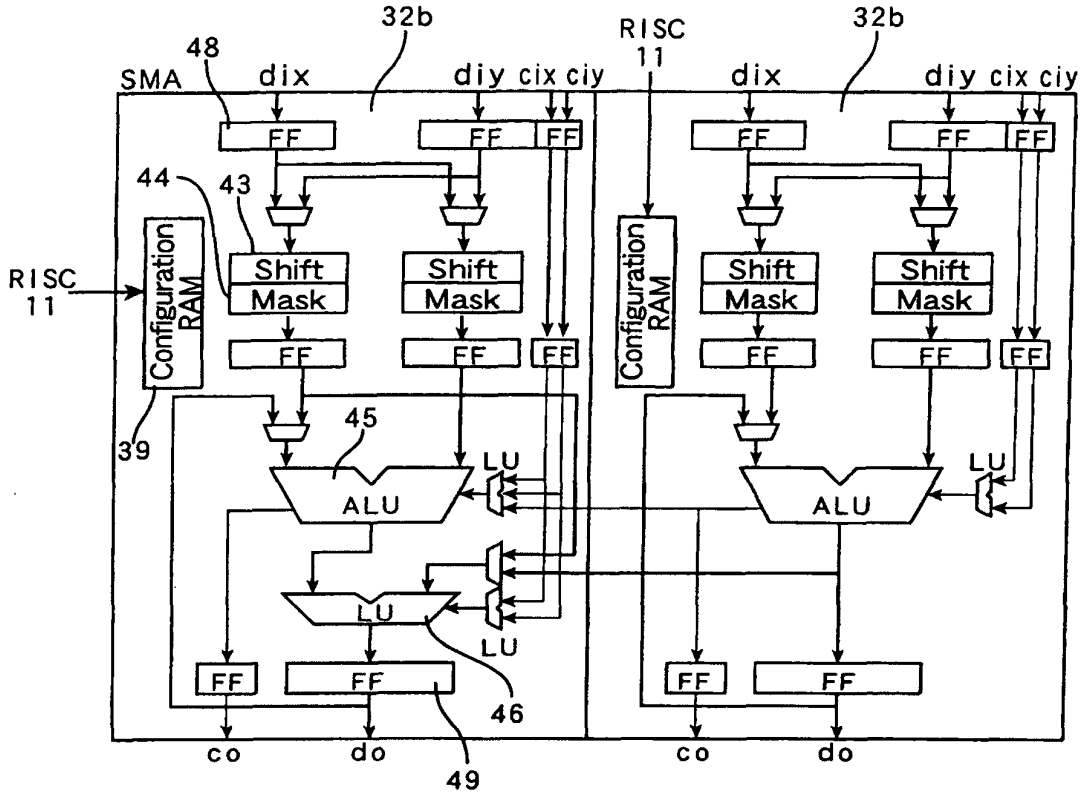 32b
RISC
11
32b
48
SMA
dix
diy
cix
ciy
dix
diy
cix
ciy
FF
FF
FF
FF
FF
FF
44
43
Configuration
RAM
Shift
Mask
Shift
Mask
Configuration
RAM
Shift
Mask
Shift
Mask
RISC
11
FF
FF
FF
FF
FF
FF
39
45
LU
LU
ALU
ALU
LU
LU
FF
FF
46
FF
FF
co
do
49
co
do